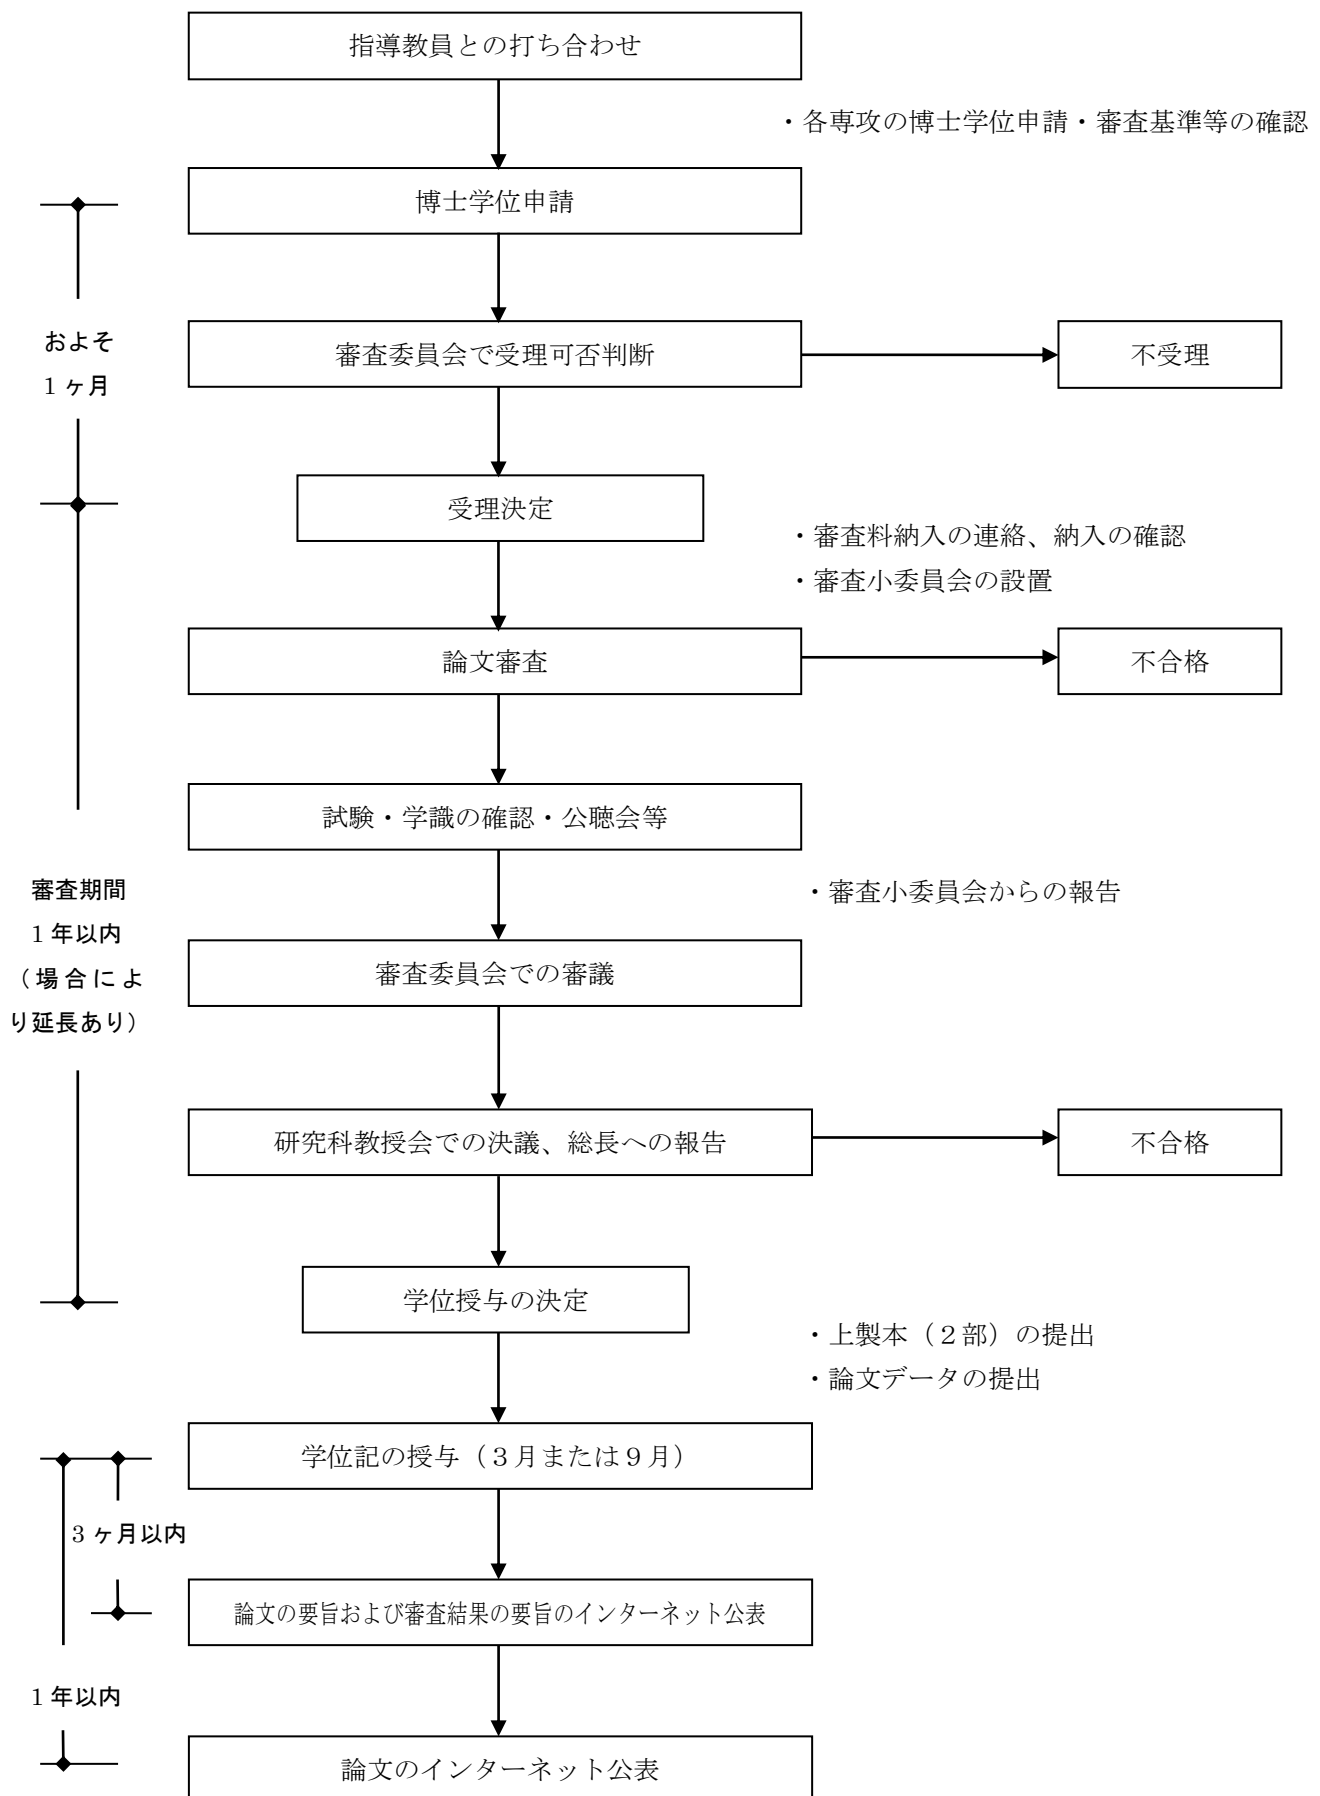 指導教員との打ち合わせ
・各専攻の博士学位申請・審査基準等の確認
博士学位申請
およそ
1 ヶ月
審査委員会で受理可否判断
不受理
受理決定
・審査料納入の連絡、納入の確認
・審査小委員会の設置
論文審査
不合格
試験・学識の確認・公聴会等
審査期間
1 年以内
（場合によ
り延長あり）
・審査小委員会からの報告
審査委員会での審議
研究科教授会での決議、総長への報告
不合格
学位授与の決定
・上製本（２部）の提出
・論文データの提出
学位記の授与（３月または９月）
3 ヶ月以内
論文の要旨および審査結果の要旨のインターネット公表
1 年以内
論文のインターネット公表